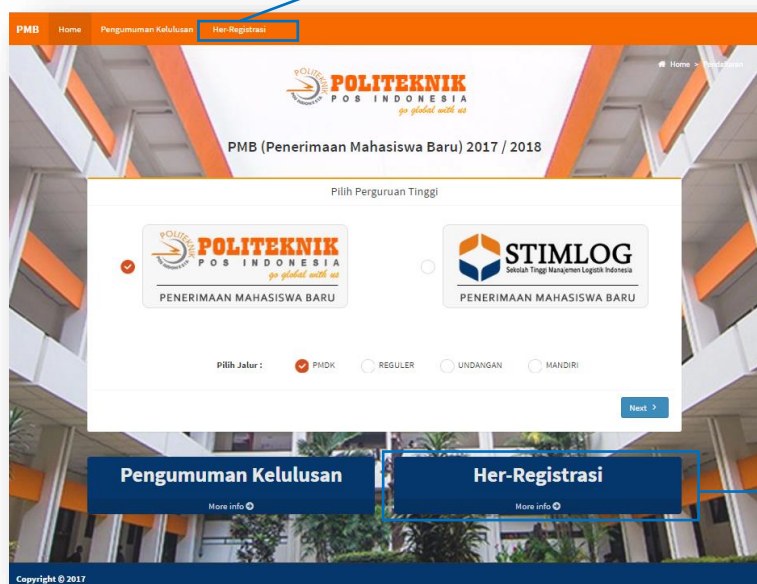 PMB Home Pengumuman Kelulusan Her-Registrasi
Home > Pendaftaran
POLITEKNIK
POS INDONESIA
go global with us
PMB (Penerimaan Mahasiswa Baru) 2017 / 2018
Pilih Perguruan Tinggi
POLITEKNIK
POS INDONESIA
go global with us
PENERIMAAN MAHASISWA BARU
STIMLOG
Sekolah Tinggi Manajemen Logistik Indonesia
PENERIMAAN MAHASISWA BARU
Pilih Jalur : PMDK REGULER UNDANGAN MANDIRI
Next >
Pengumuman Kelulusan
More info
Her-Registrasi
More info
Copyright © 2017